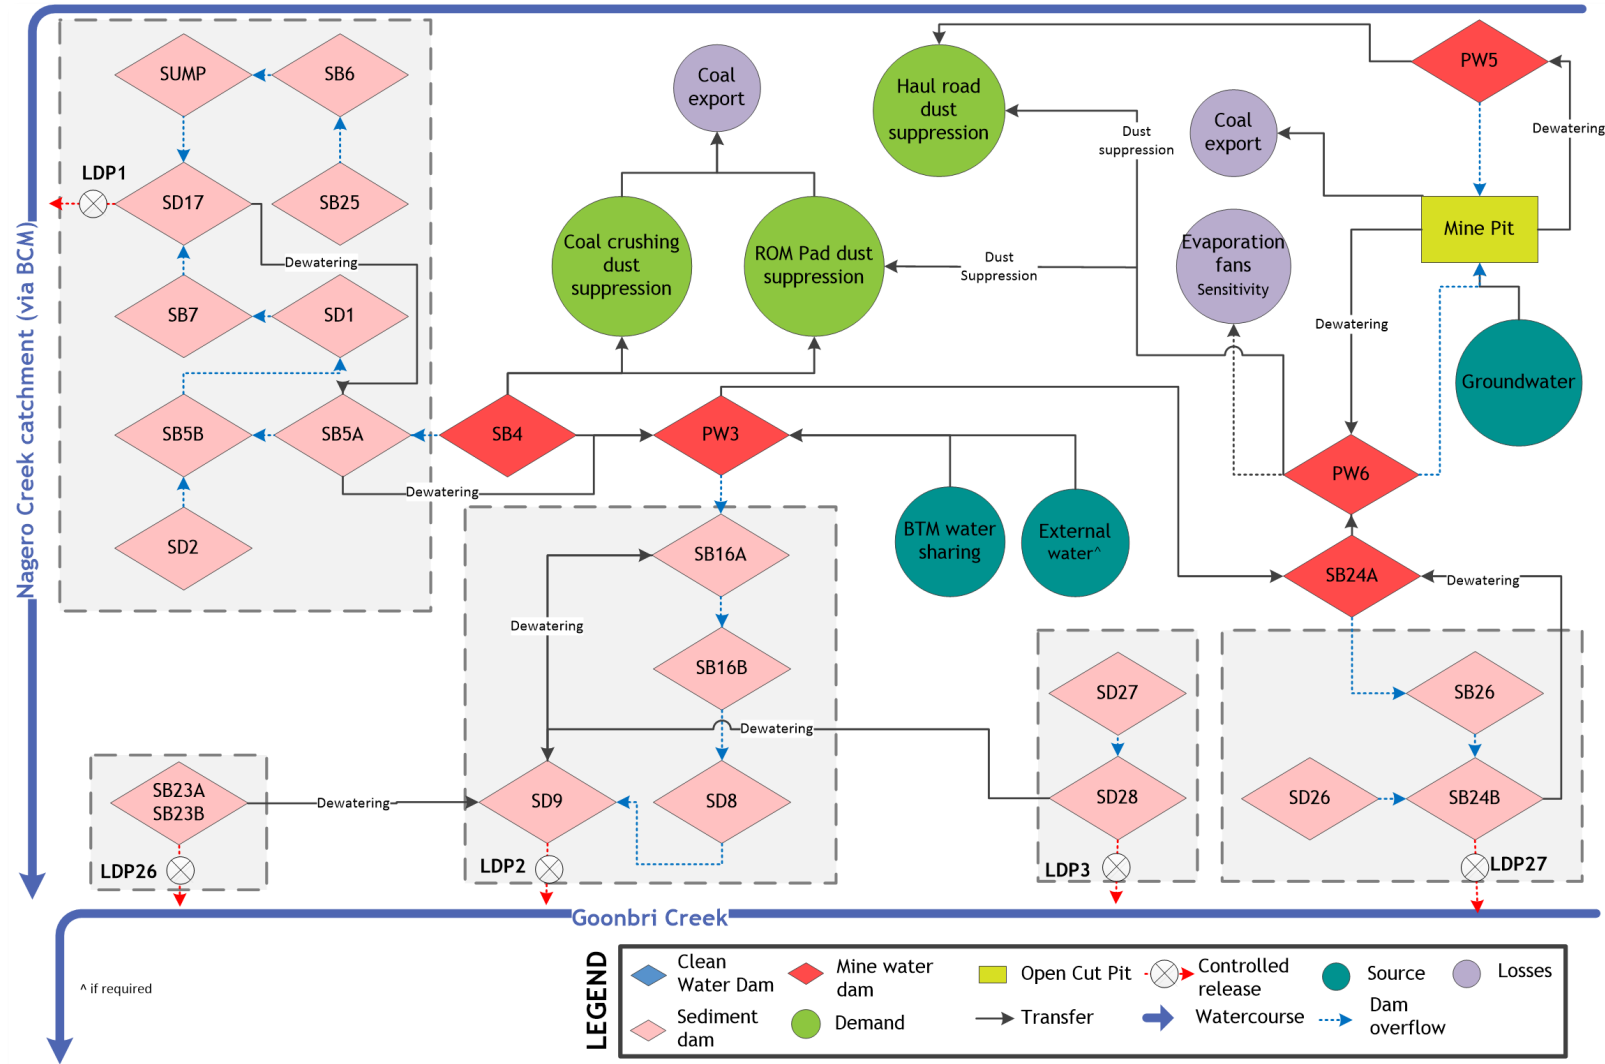 SUMP
SB6
Coal
export
Haul road
dust
suppression
PW5
Coal
export
Dewatering
Dust
suppression
LDP1
SD17
SB25
Mine Pit
Coal crushing
dust
suppression
ROM Pad dust
suppression
Evaporation
fans
Sensitivity
Dewatering
Dust
Suppression
SB7
SD1
Dewatering
Groundwater
Nagero Creek catchment (via BCM)
SB5B
SB5A
SB4
PW3
PW6
Dewatering
SD2
BTM water
sharing
External
water^
SB16A
SB24A
Dewatering
Dewatering
SB16B
SD27
SB26
Dewatering
SB23A
SB23B
Dewatering
SD9
SD8
SD28
SD26
SB24B
LDP26
LDP2
LDP3
LDP27
Goonbri Creek
^ if required
LEGEND
Clean
Water Dam
Mine water
dam
Open Cut Pit
Controlled
release
Source
Losses
Sediment
dam
Demand
Transfer
Watercourse
Dam
overflow